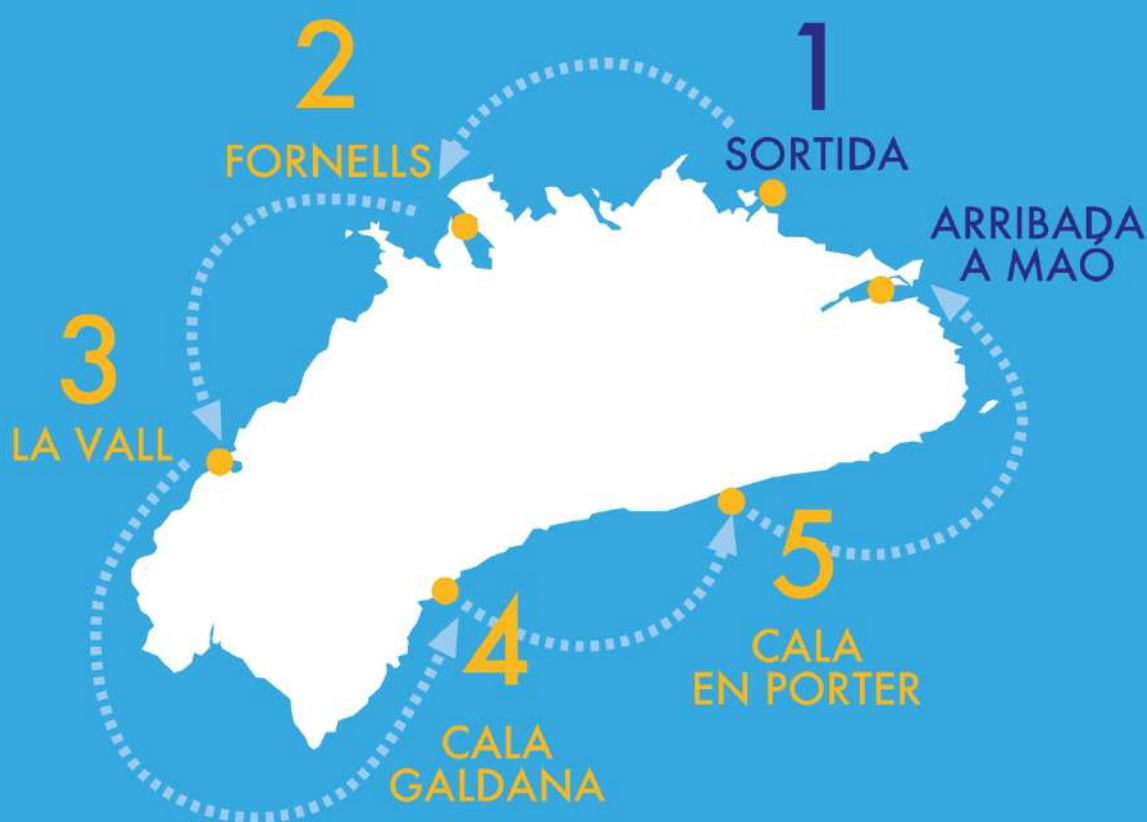 1
SORTIDA
2
FORNELLS
3
LA VALL
4
CALA
GALDANA
5
CALA
EN PORTER
ARRIBADA
A MAÓ